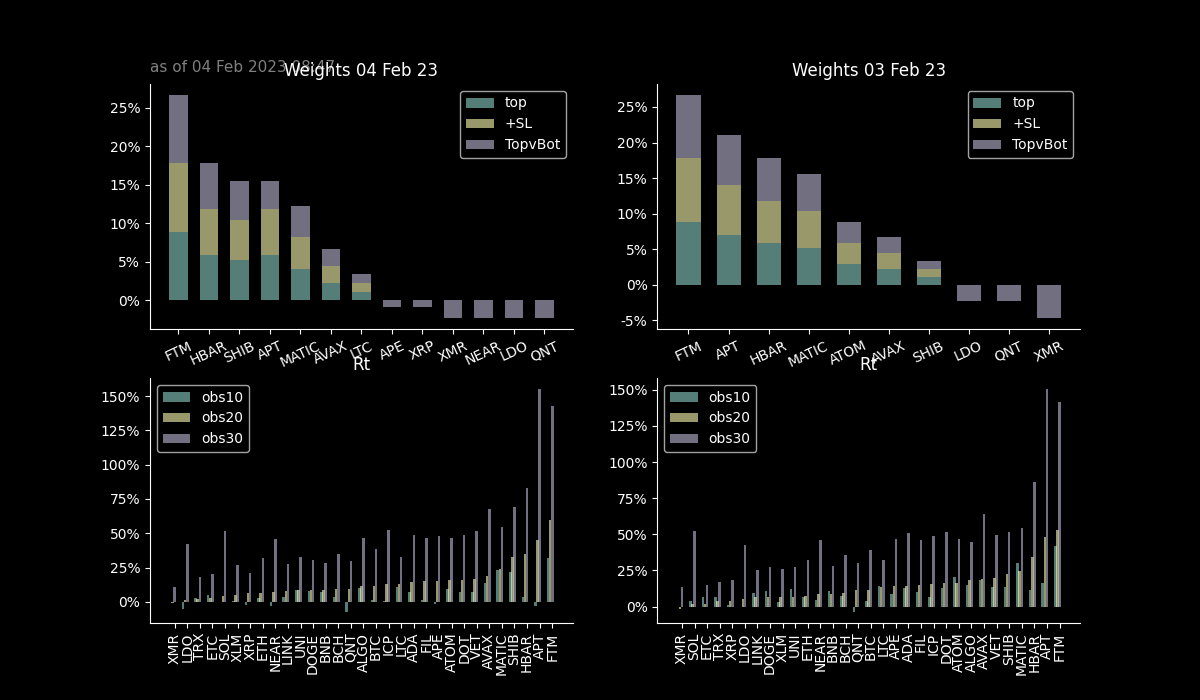 as of 04 Feb 2023 08:47
Weights 04 Feb 23
25%
20%
15%
10%
5%
0%
top
+SL
TopvBot
FTM HBAR SHIB APT MATIC AVAX LTC APE XRP XMR NEAR LDO QNT
Weights 03 Feb 23
25%
20%
15%
10%
5%
0%
-5%
top
+SL
TopvBot
FTM APT HBAR MATIC ATOM AVAX SHIB LDO QNT XMR
Rt
150%
125%
100%
75%
50%
25%
0%
obs10
obs20
obs30
XMR LDO TRX ETC SOL XLM XRP ETH NEAR LINK UNI DOGE BNB BCH QNT ALGO BTC ICP LTC ADA FIL APE ATOM DOT VET AVAX MATIC SHIB HBAR APT FTM
Rt
150%
125%
100%
75%
50%
25%
0%
obs10
obs20
obs30
XMR SOL ETC TRX XRP LDO LINK DOGE XLM UNI ETH NEAR BNB BCH QNT BTC LTC APE ADA FIL ICP DOT ATOM ALGO AVAX VET SHIB MATIC HBAR APT FTM